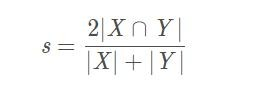 s = 2|X ∩ Y| / |X| + |Y|